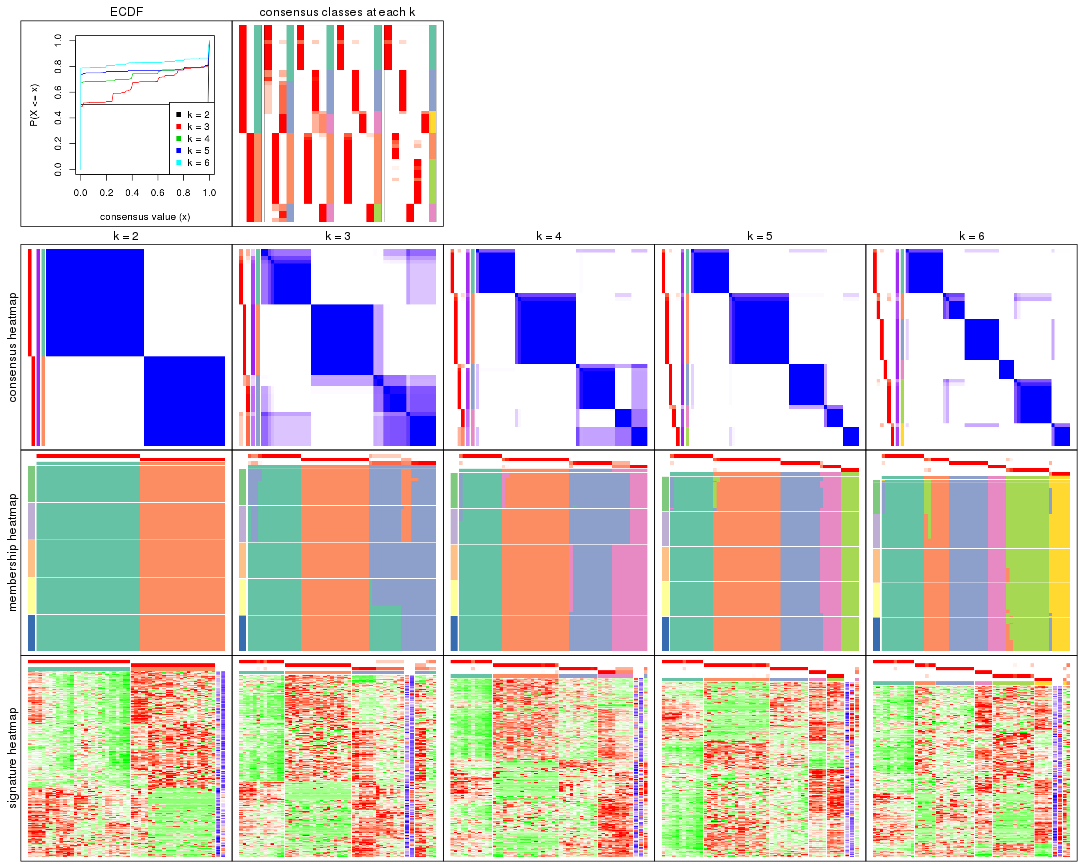 ECDF
consensus classes at each k
P(X <= x)
0.0 0.2 0.4 0.6 0.8 1.0
k = 2
k = 3
k = 4
k = 5
k = 6
0.0 0.2 0.4 0.6 0.8 1.0
consensus value (x)
k = 2 k = 3 k = 4 k = 5 k = 6
consensus heatmap
membership heatmap
signature heatmap